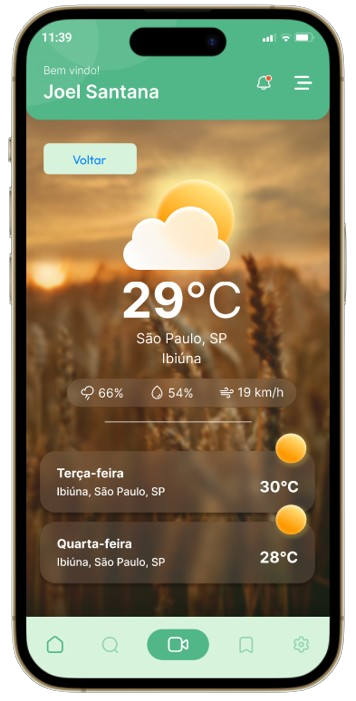 11:39
Bem vindo!
Joel Santana
Voltar
29°C
São Paulo, SP
Ibiúna
66% 54% 19 km/h
Terça-feira
Ibiúna, São Paulo, SP
30°C
Quarta-feira
Ibiúna, São Paulo, SP
28°C